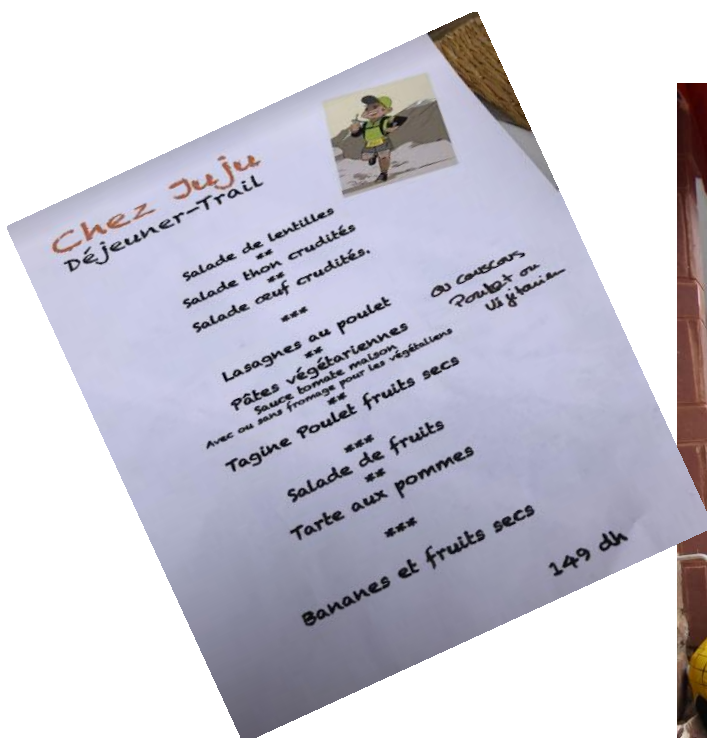 Chez Juju
Déjeuner-Trail
Salade de lentilles
**
Salade thon crudités
**
Salade œuf crudités.
***
Lasagnes au poulet
**
Pâtes végétariennes
Sauce tomate maison
Avec ou sans fromage pour les végétaliens
**
Tagine Poulet fruits secs
***
Salade de fruits
**
Tarte aux pommes
***
Bananes et fruits secs
149 dh
ou couscous
Poulet ou
Végétarien